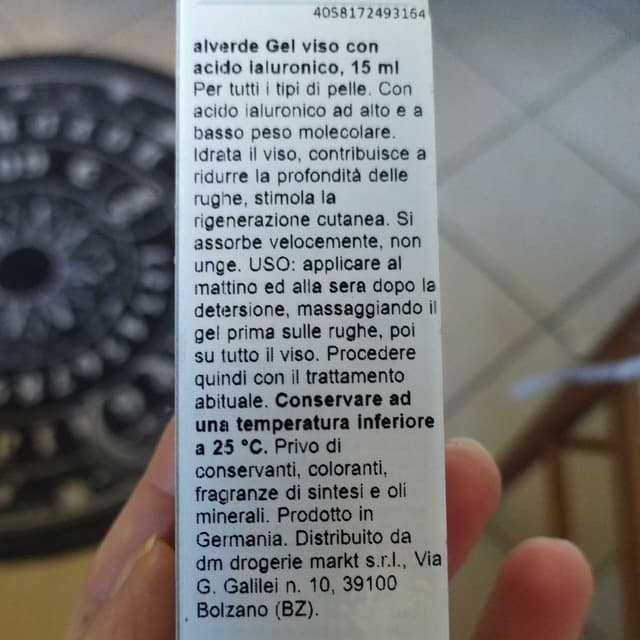 4058172493164
alverde Gel viso con
acido ialuronico, 15 ml
Per tutti i tipi di pelle. Con
acido ialuronico ad alto e a
basso peso molecolare.
Idrata il viso, contribuisce a
ridurre la profondità delle
rughe, stimola la
rigenerazione cutanea. Si
assorbe velocemente, non
unge. USO: applicare al
mattino ed alla sera dopo la
detersione, massaggiando il
gel prima sulle rughe, poi
su tutto il viso. Procedere
quindi con il trattamento
abituale. Conservare ad
una temperatura inferiore
a 25 °C. Privo di
conservanti, coloranti,
fragranze di sintesi e oli
minerali. Prodotto in
Germania. Distribuito da
dm drogerie markt s.r.l., Via
G. Galilei n. 10, 39100
Bolzano (BZ).